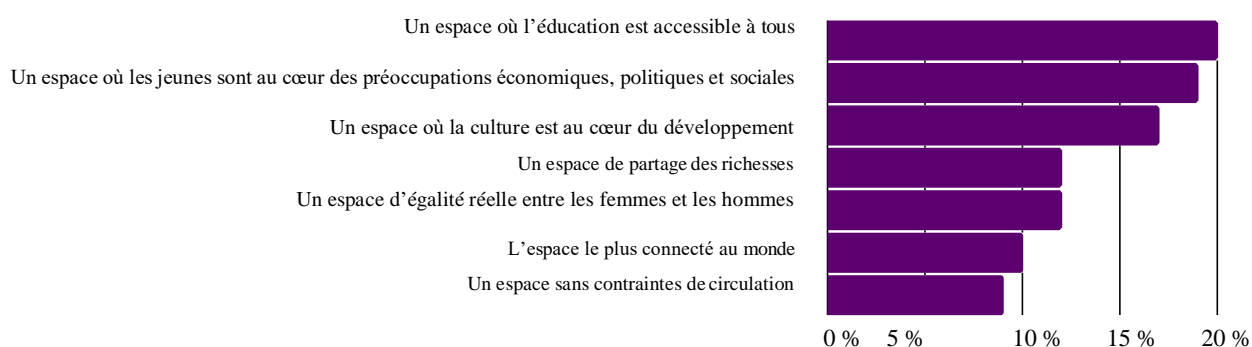 Un espace où l’éducation est accessible à tous
Un espace où les jeunes sont au cœur des préoccupations économiques, politiques et sociales
Un espace où la culture est au cœur du développement
Un espace de partage des richesses
Un espace d’égalité réelle entre les femmes et les hommes
L’espace le plus connecté au monde
Un espace sans contraintes de circulation
0 % 5 % 10 % 15 % 20 %